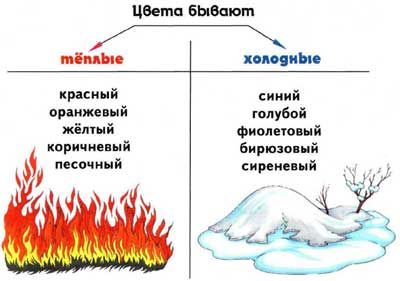 Цвета бывают
тёплые
холодные
красный
оранжевый
жёлтый
коричневый
песочный
синий
голубой
фиолетовый
бирюзовый
сиреневый